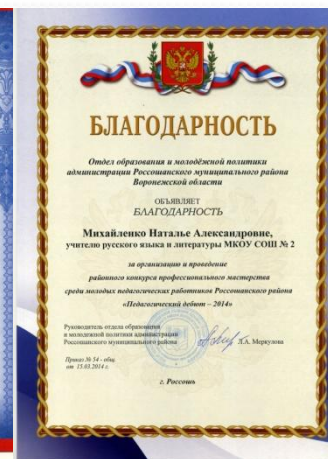 БЛАГОДАРНОСТЬ
Отдел образования и молодёжной политики
администрации Россошанского муниципального района
Воронежской области
ОБЪЯВЛЯЕТ
БЛАГОДАРНОСТЬ
Михайленко Наталье Александровне,
учителю русского языка и литературы МКОУ СОШ № 2
за организацию и проведение
районного конкурса профессионального мастерства
среди молодых педагогических работников Россошанского района
«Педагогический дебют – 2014»
Руководитель отдела образования
и молодежной политики администрации
Россошанского муниципального района
Л.А. Меркулова
Приказ № 54 - общ.
от 15.03.2014 г.
г. Россошь